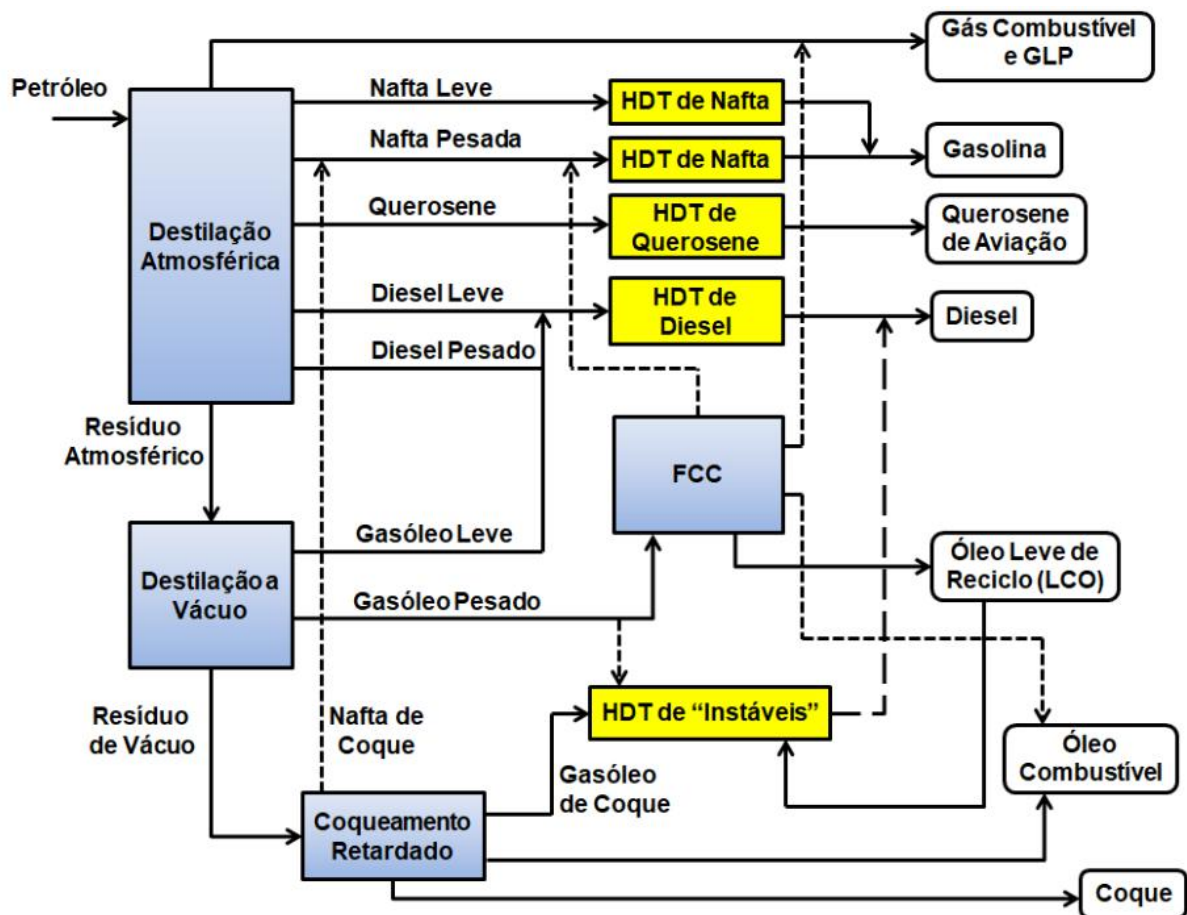 Gás Combustível
e GLP
Petróleo
Nafta Leve
HDT de Nafta
Nafta Pesada
HDT de Nafta
Gasolina
Destilação
Atmosférica
Querosene
HDT de
Querosene
Querosene
de Aviação
Diesel Leve
HDT de
Diesel
Diesel
Diesel Pesado
Resíduo
Atmosférico
FCC
Gasóleo Leve
Óleo Leve de
Reciclo (LCO)
Destilação a
Vácuo
Gasóleo Pesado
HDT de “Instáveis”
Resíduo
de Vácuo
Nafta de
Coque
Óleo
Combustível
Gasóleo
de Coque
Coqueamento
Retardado
Coque